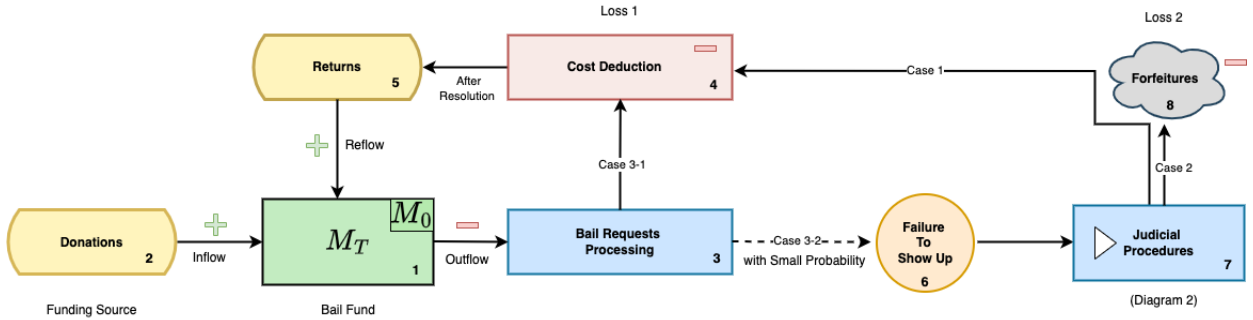 Loss 1
Loss 2
Returns
5
Cost Deduction
4
After
Resolution
Case 1
Forfeitures
8
Reflow
Case 3-1
Case 2
Donations
2
Inflow
M_T
M_0
1
Outflow
Bail Requests
Processing
3
Case 3-2
with Small Probability
Failure
To
Show Up
6
Judicial
Procedures
7
Funding Source
Bail Fund
(Diagram 2)